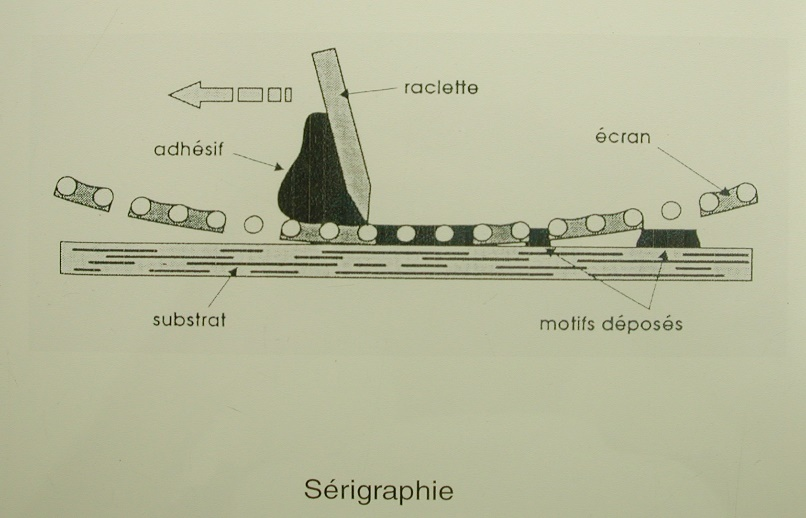 raclette
écran
adhésif
substrat
motifs déposés
Sérigraphie